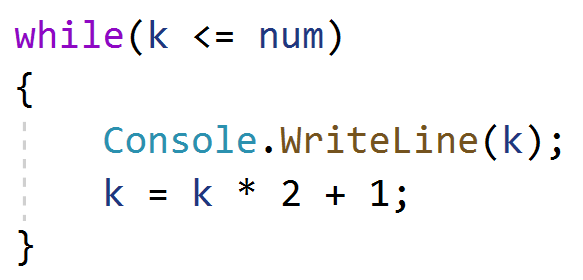 while(k <= num)
{
    Console.WriteLine(k);
    k = k * 2 + 1;
}